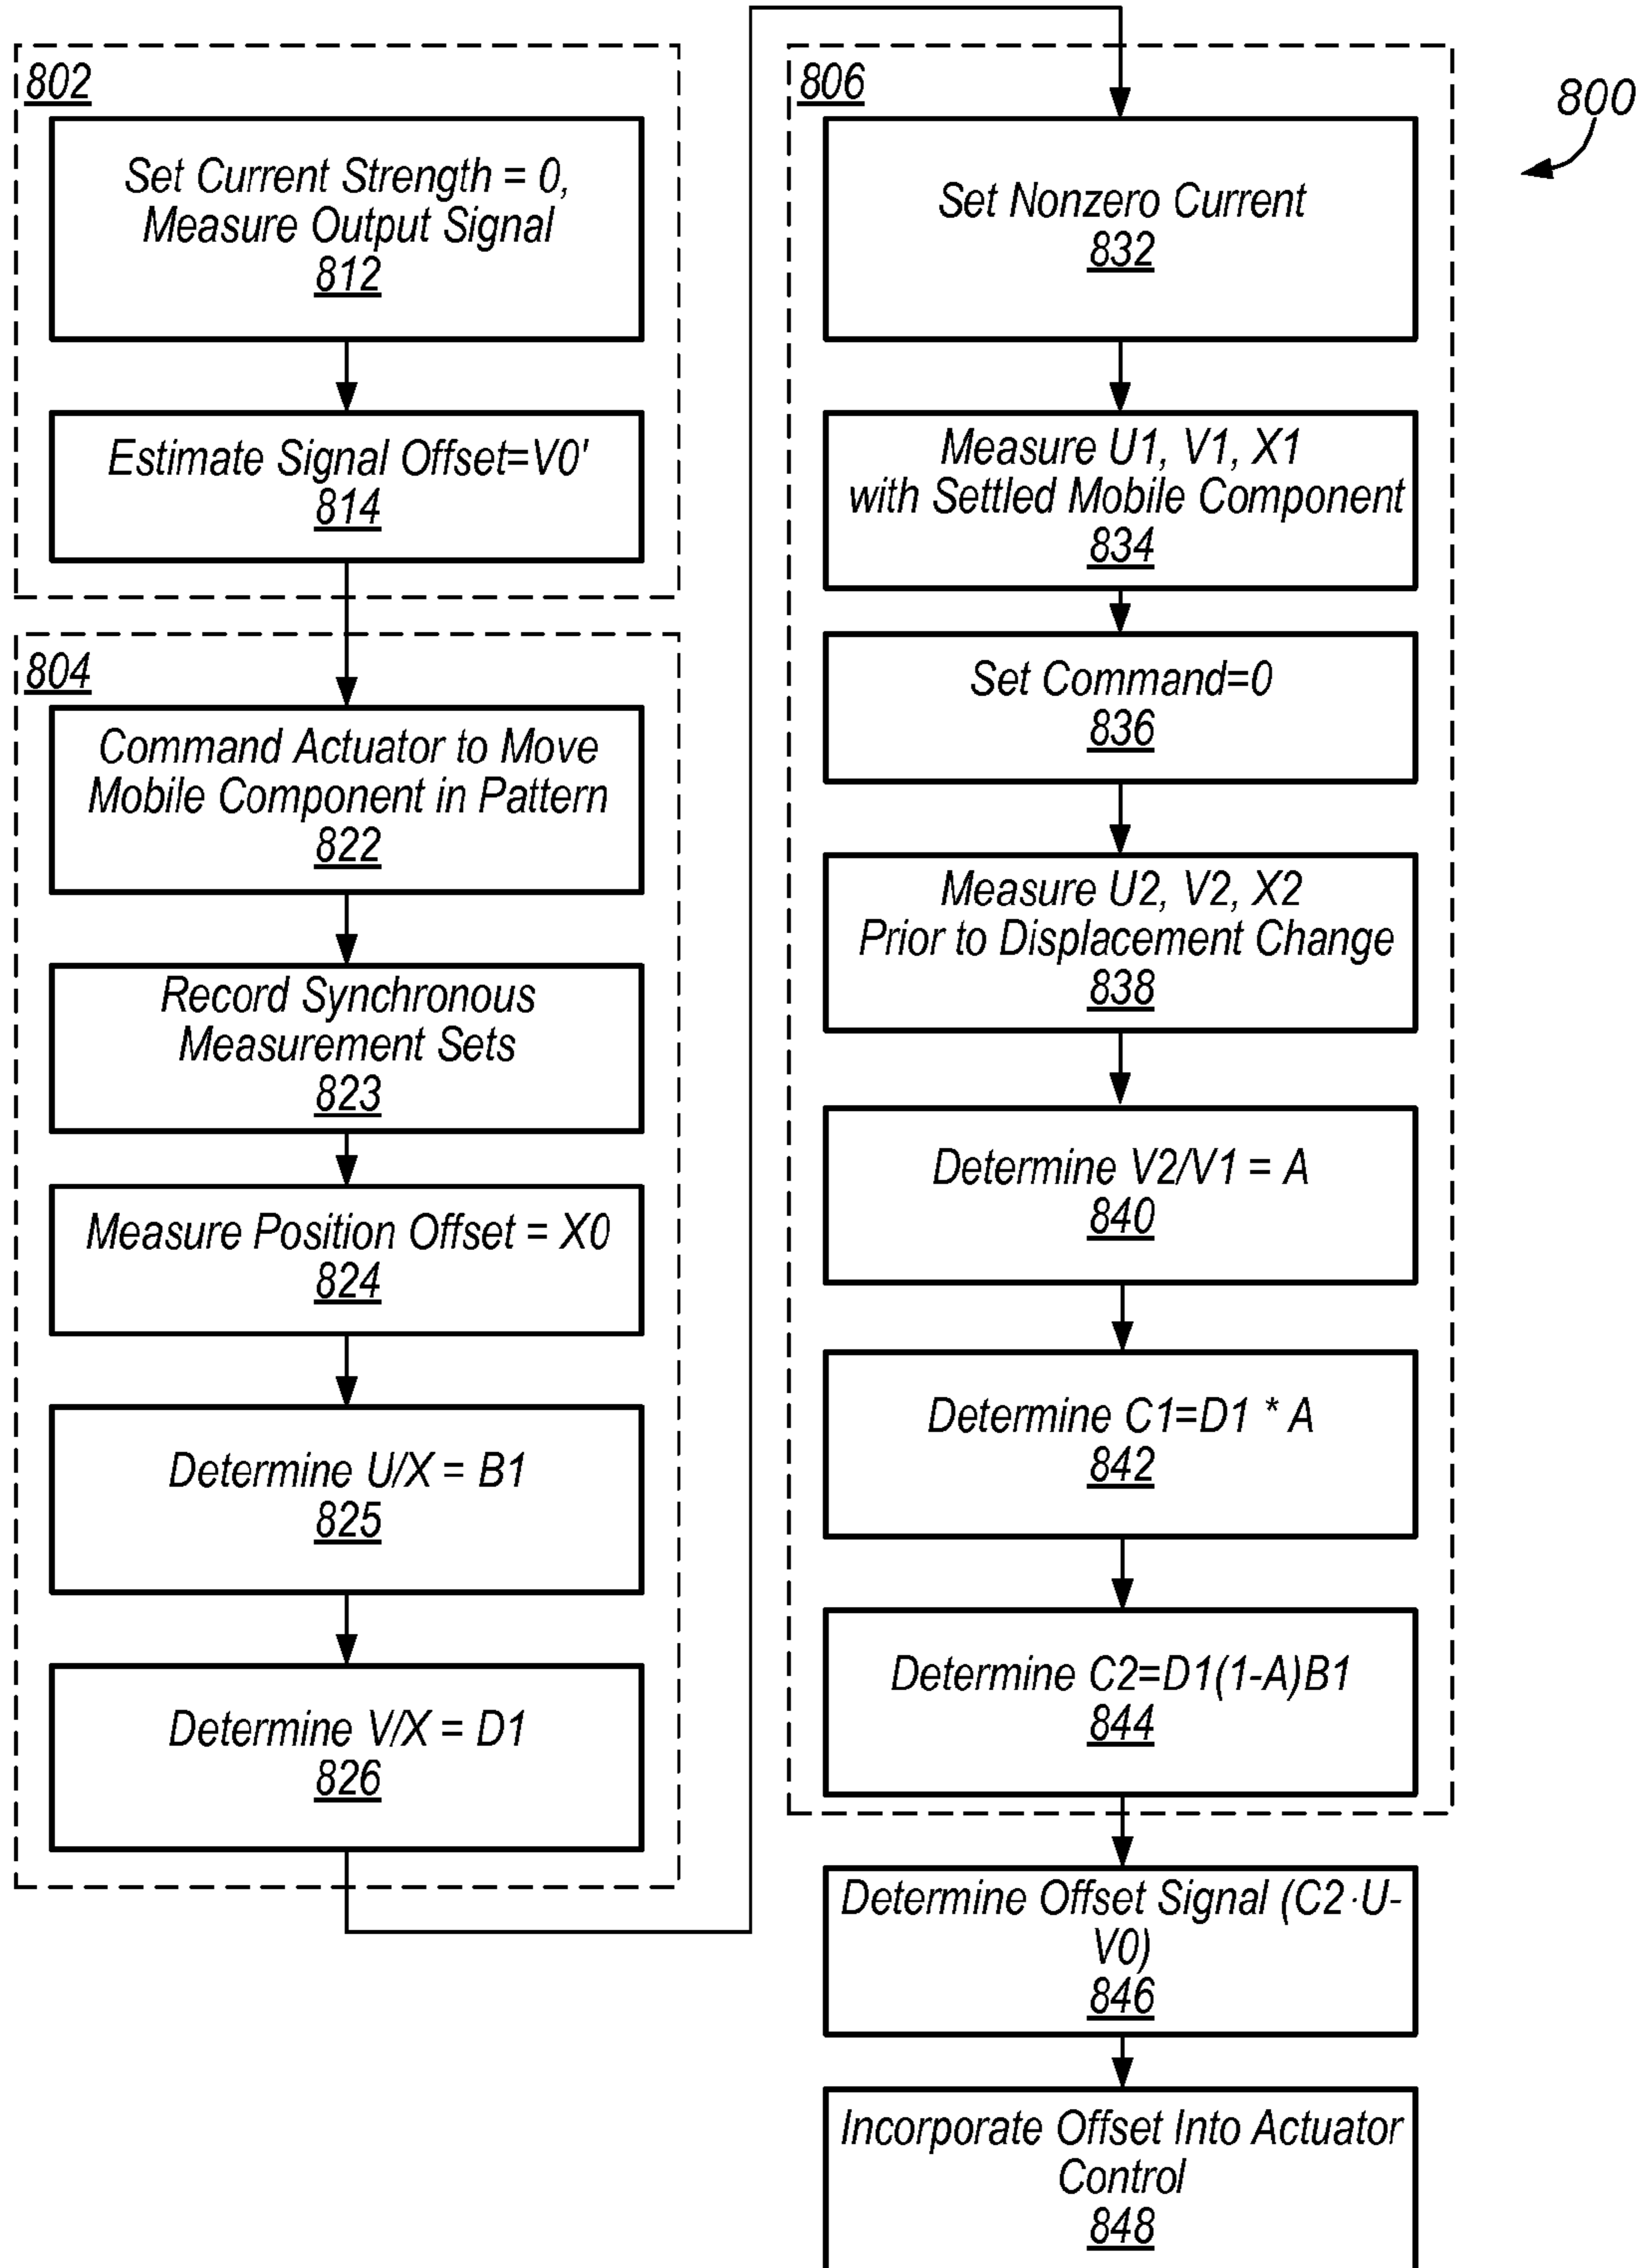 800
802
Set Current Strength = 0,
Measure Output Signal
812
Estimate Signal Offset=V0'
814
804
Command Actuator to Move
Mobile Component in Pattern
822
Record Synchronous
Measurement Sets
823
Measure Position Offset = X0
824
Determine U/X = B1
825
Determine V/X = D1
826
806
Set Nonzero Current
832
Measure U1, V1, X1
with Settled Mobile Component
834
Set Command=0
836
Measure U2, V2, X2
Prior to Displacement Change
838
Determine V2/V1 = A
840
Determine C1=D1 * A
842
Determine C2=D1(1-A)B1
844
Determine Offset Signal (C2·U-
V0)
846
Incorporate Offset Into Actuator
Control
848